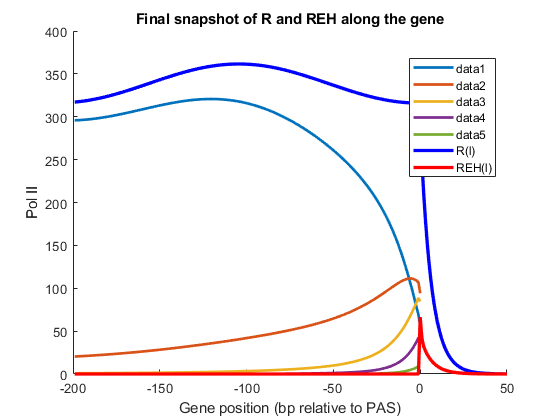 Final snapshot of R and REH along the gene
400
350
300
250
200
150
100
50
0
Pol II
data1
data2
data3
data4
data5
R(l)
REH(l)
-200
-150
-100
-50
0
50
Gene position (bp relative to PAS)